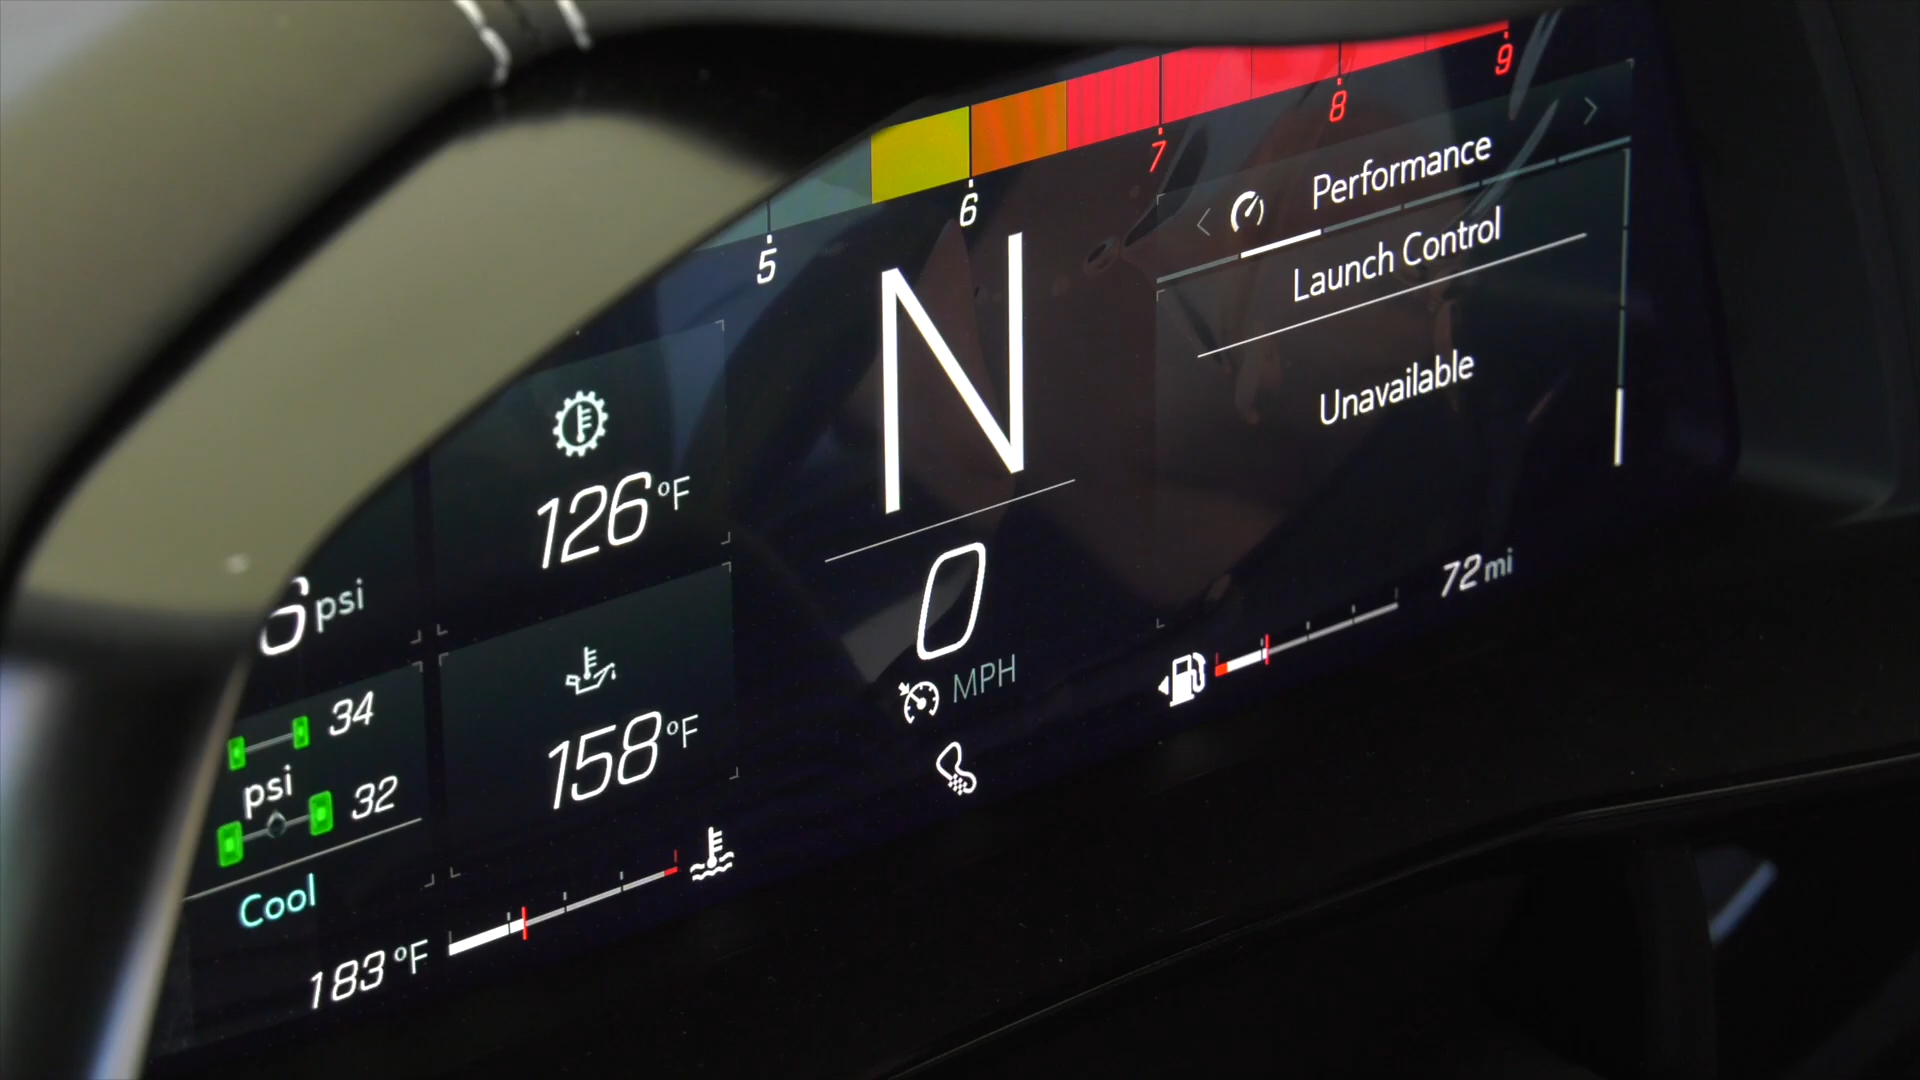 5 6 7 8 9
Performance
Launch Control
Unavailable
N
126 °F
psi
0
MPH
72 mi
34
psi
32
158 °F
Cool
183 °F